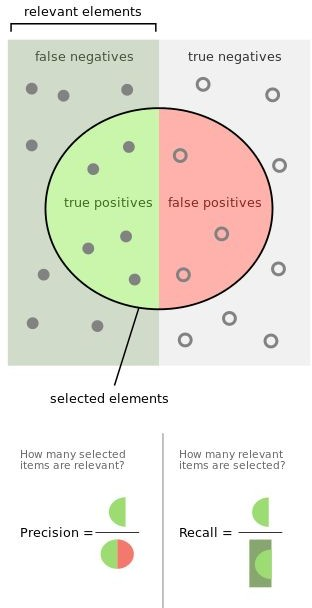 relevant elements
false negatives
true negatives
true positives
false positives
selected elements
How many selected
items are relevant?
Precision =
How many relevant
items are selected?
Recall =